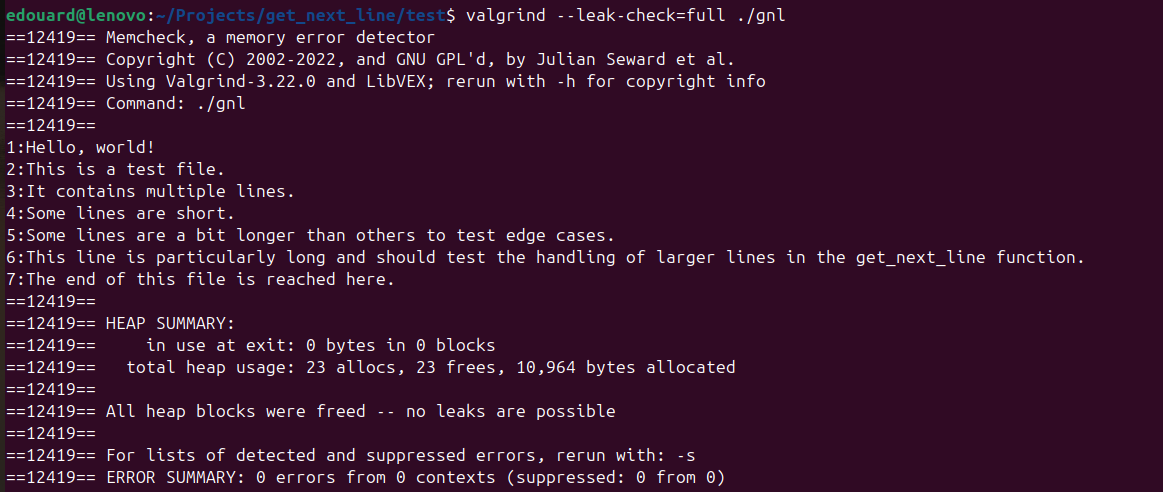 edouard@lenovo:~/Projects/get_next_line/test$ valgrind --leak-check=full ./gnl
==12419== Memcheck, a memory error detector
==12419== Copyright (C) 2002-2022, and GNU GPL'd, by Julian Seward et al.
==12419== Using Valgrind-3.22.0 and LibVEX; rerun with -h for copyright info
==12419== Command: ./gnl
==12419==
1:Hello, world!
2:This is a test file.
3:It contains multiple lines.
4:Some lines are short.
5:Some lines are a bit longer than others to test edge cases.
6:This line is particularly long and should test the handling of larger lines in the get_next_line function.
7:The end of this file is reached here.
==12419==
==12419== HEAP SUMMARY:
==12419==     in use at exit: 0 bytes in 0 blocks
==12419==   total heap usage: 23 allocs, 23 frees, 10,964 bytes allocated
==12419==
==12419== All heap blocks were freed -- no leaks are possible
==12419==
==12419== For lists of detected and suppressed errors, rerun with: -s
==12419== ERROR SUMMARY: 0 errors from 0 contexts (suppressed: 0 from 0)